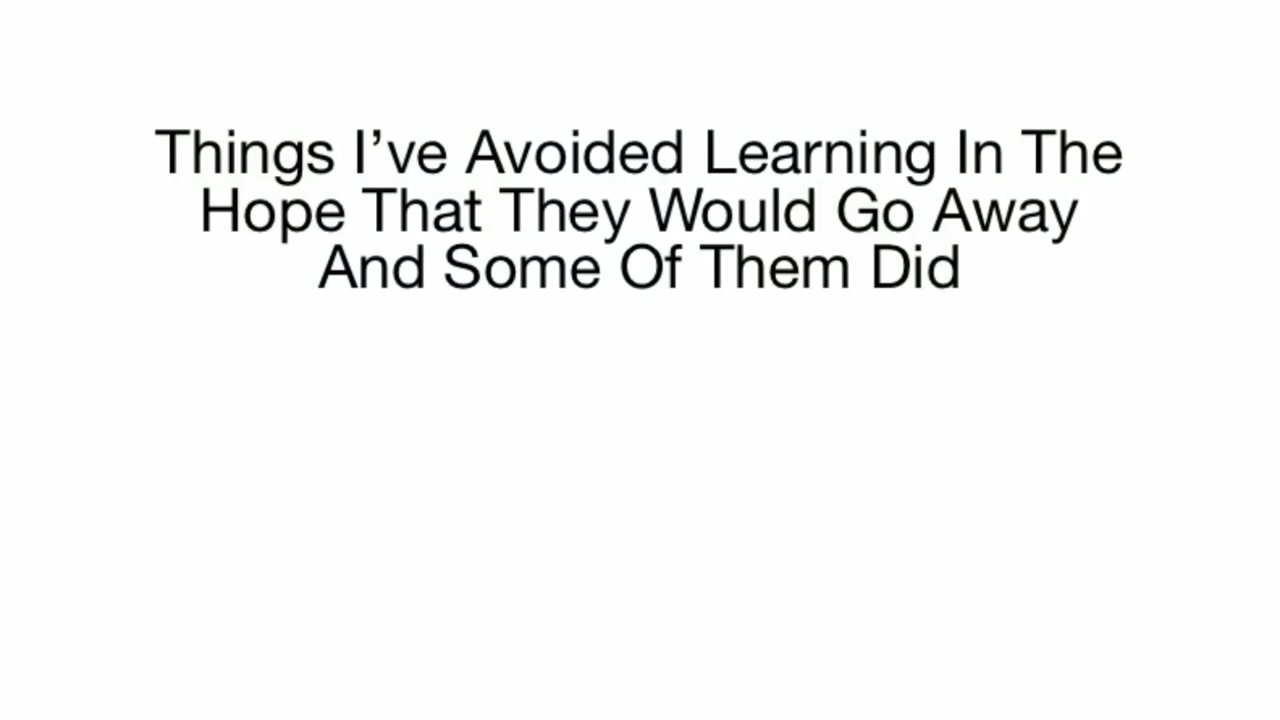 Things I’ve Avoided Learning In The
Hope That They Would Go Away
And Some Of Them Did